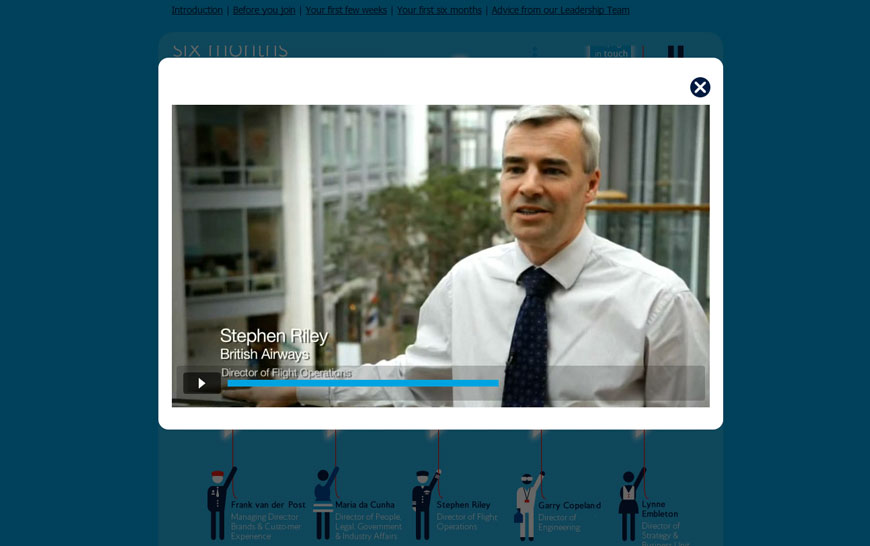 Introduction | Before you join | Your first few weeks | Your first six months | Advice from our Leadership Team
six months
in touch
Stephen Riley
British Airways
Director of Flight Operations
Frank van der Post
Managing Director
Brands & Customer
Experience
Maria da Cunha
Director of People,
Legal, Government
& Industry Affairs
Stephen Riley
Director of Flight
Operations
Garry Copeland
Director of
Engineering
Lynne
Embleton
Director of
Strategy &
Business Unit